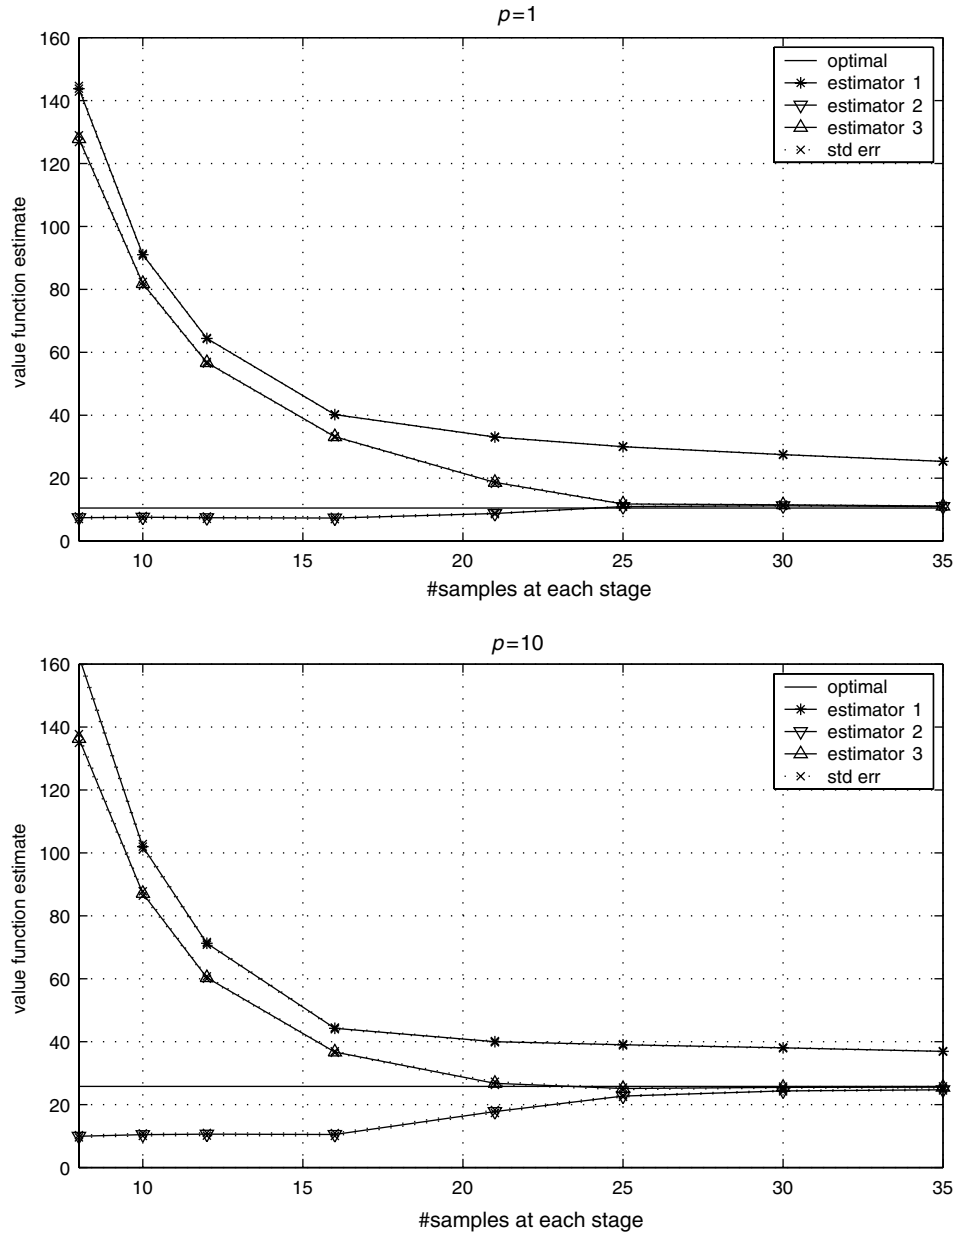 p=1
160
140
120
100
80
60
40
20
0
value function estimate
optimal
estimator 1
estimator 2
estimator 3
std err
10
15
20
25
30
35
#samples at each stage
p=10
160
140
120
100
80
60
40
20
0
value function estimate
optimal
estimator 1
estimator 2
estimator 3
std err
10
15
20
25
30
35
#samples at each stage